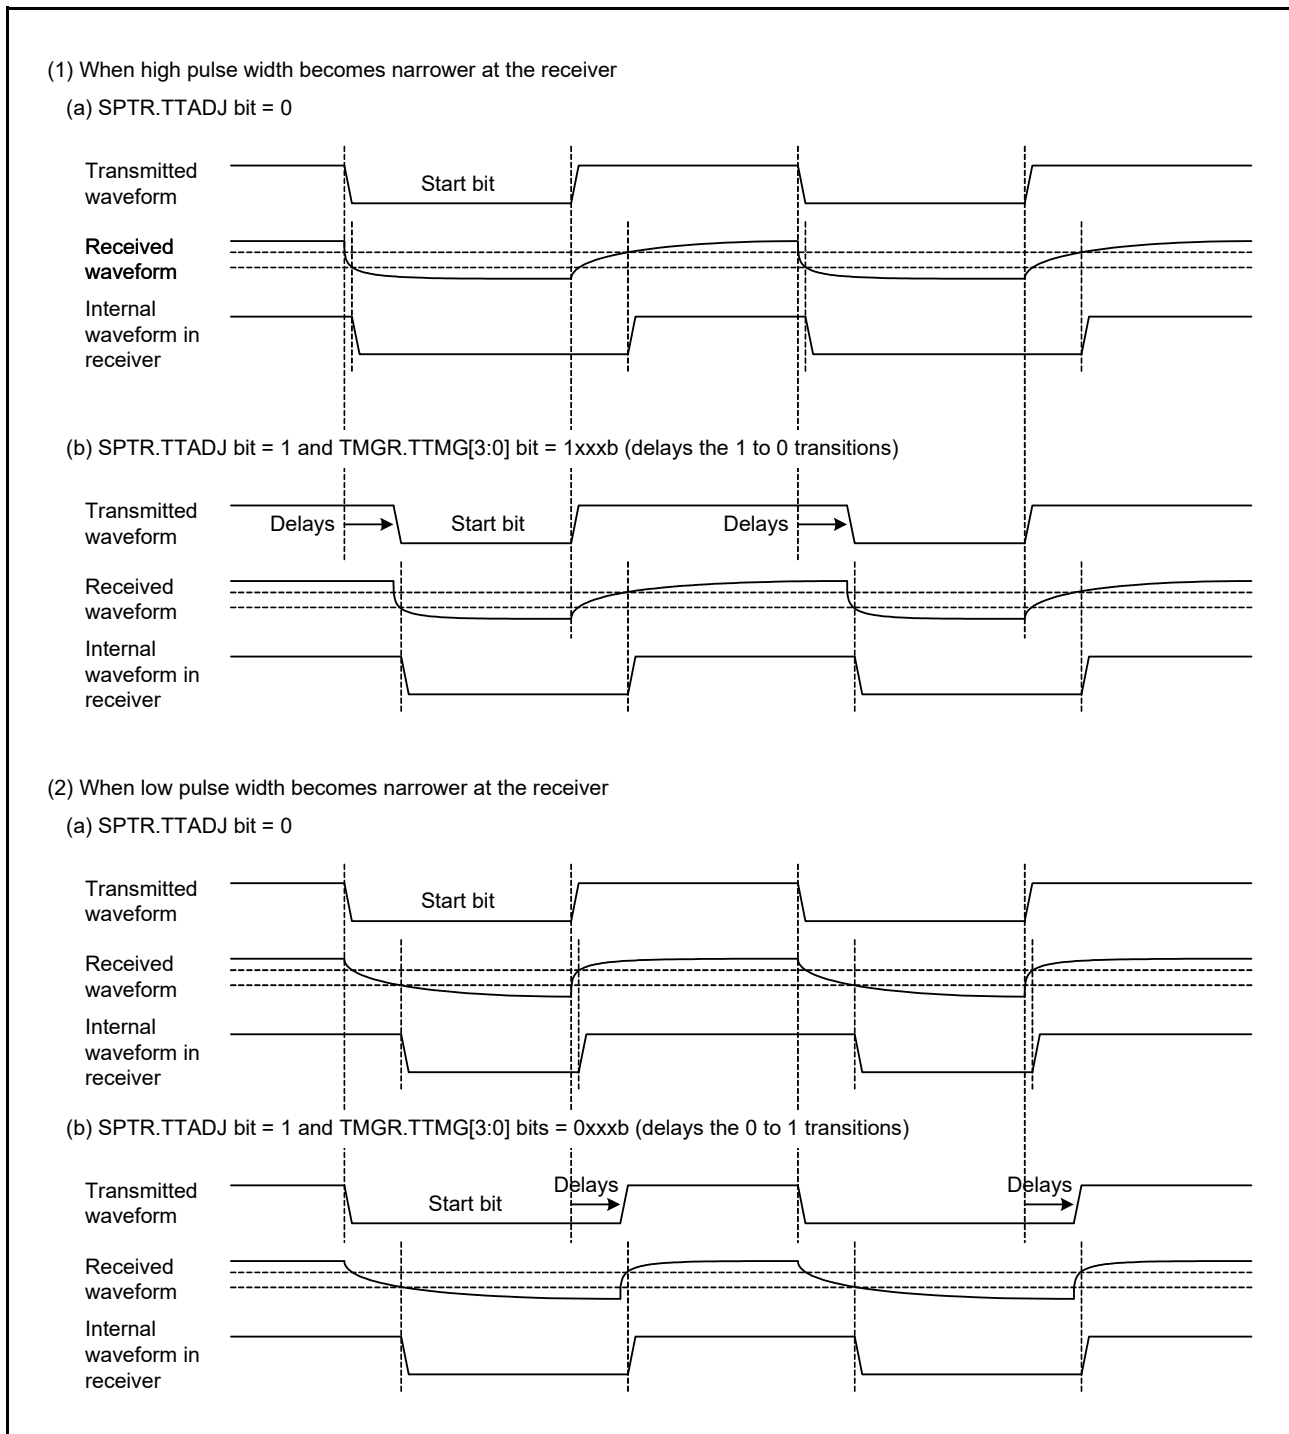 (1) When high pulse width becomes narrower at the receiver
(a) SPTR.TTADJ bit = 0
Transmitted
waveform
Start bit
Received
waveform
Internal
waveform in
receiver
(b) SPTR.TTADJ bit = 1 and TMGR.TTMG[3:0] bit = 1xxxb (delays the 1 to 0 transitions)
Transmitted
waveform
Delays
Start bit
Delays
Received
waveform
Internal
waveform in
receiver
(2) When low pulse width becomes narrower at the receiver
(a) SPTR.TTADJ bit = 0
Transmitted
waveform
Start bit
Received
waveform
Internal
waveform in
receiver
(b) SPTR.TTADJ bit = 1 and TMGR.TTMG[3:0] bits = 0xxxb (delays the 0 to 1 transitions)
Transmitted
waveform
Start bit
Delays
Delays
Received
waveform
Internal
waveform in
receiver